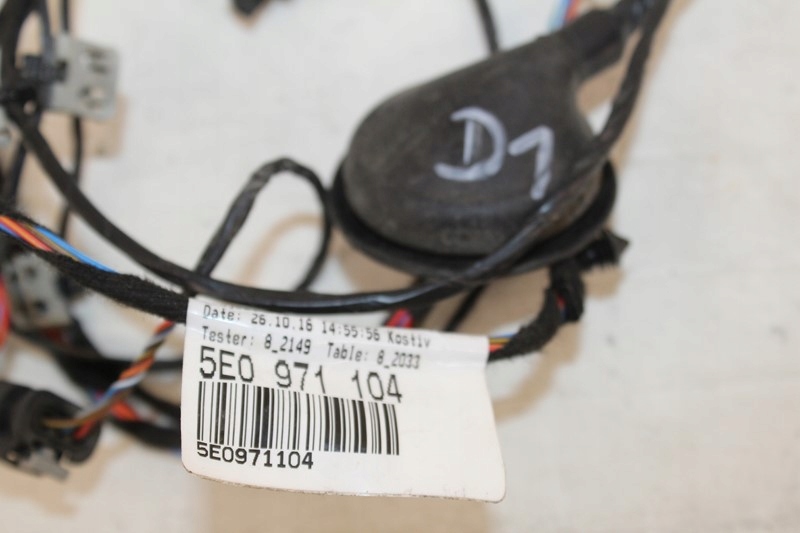 D7
Date: 26.10.16 14:55:56 Kostiv
Tester: 8_2149 Table: 8_2033
5E0 971 104
5E0971104